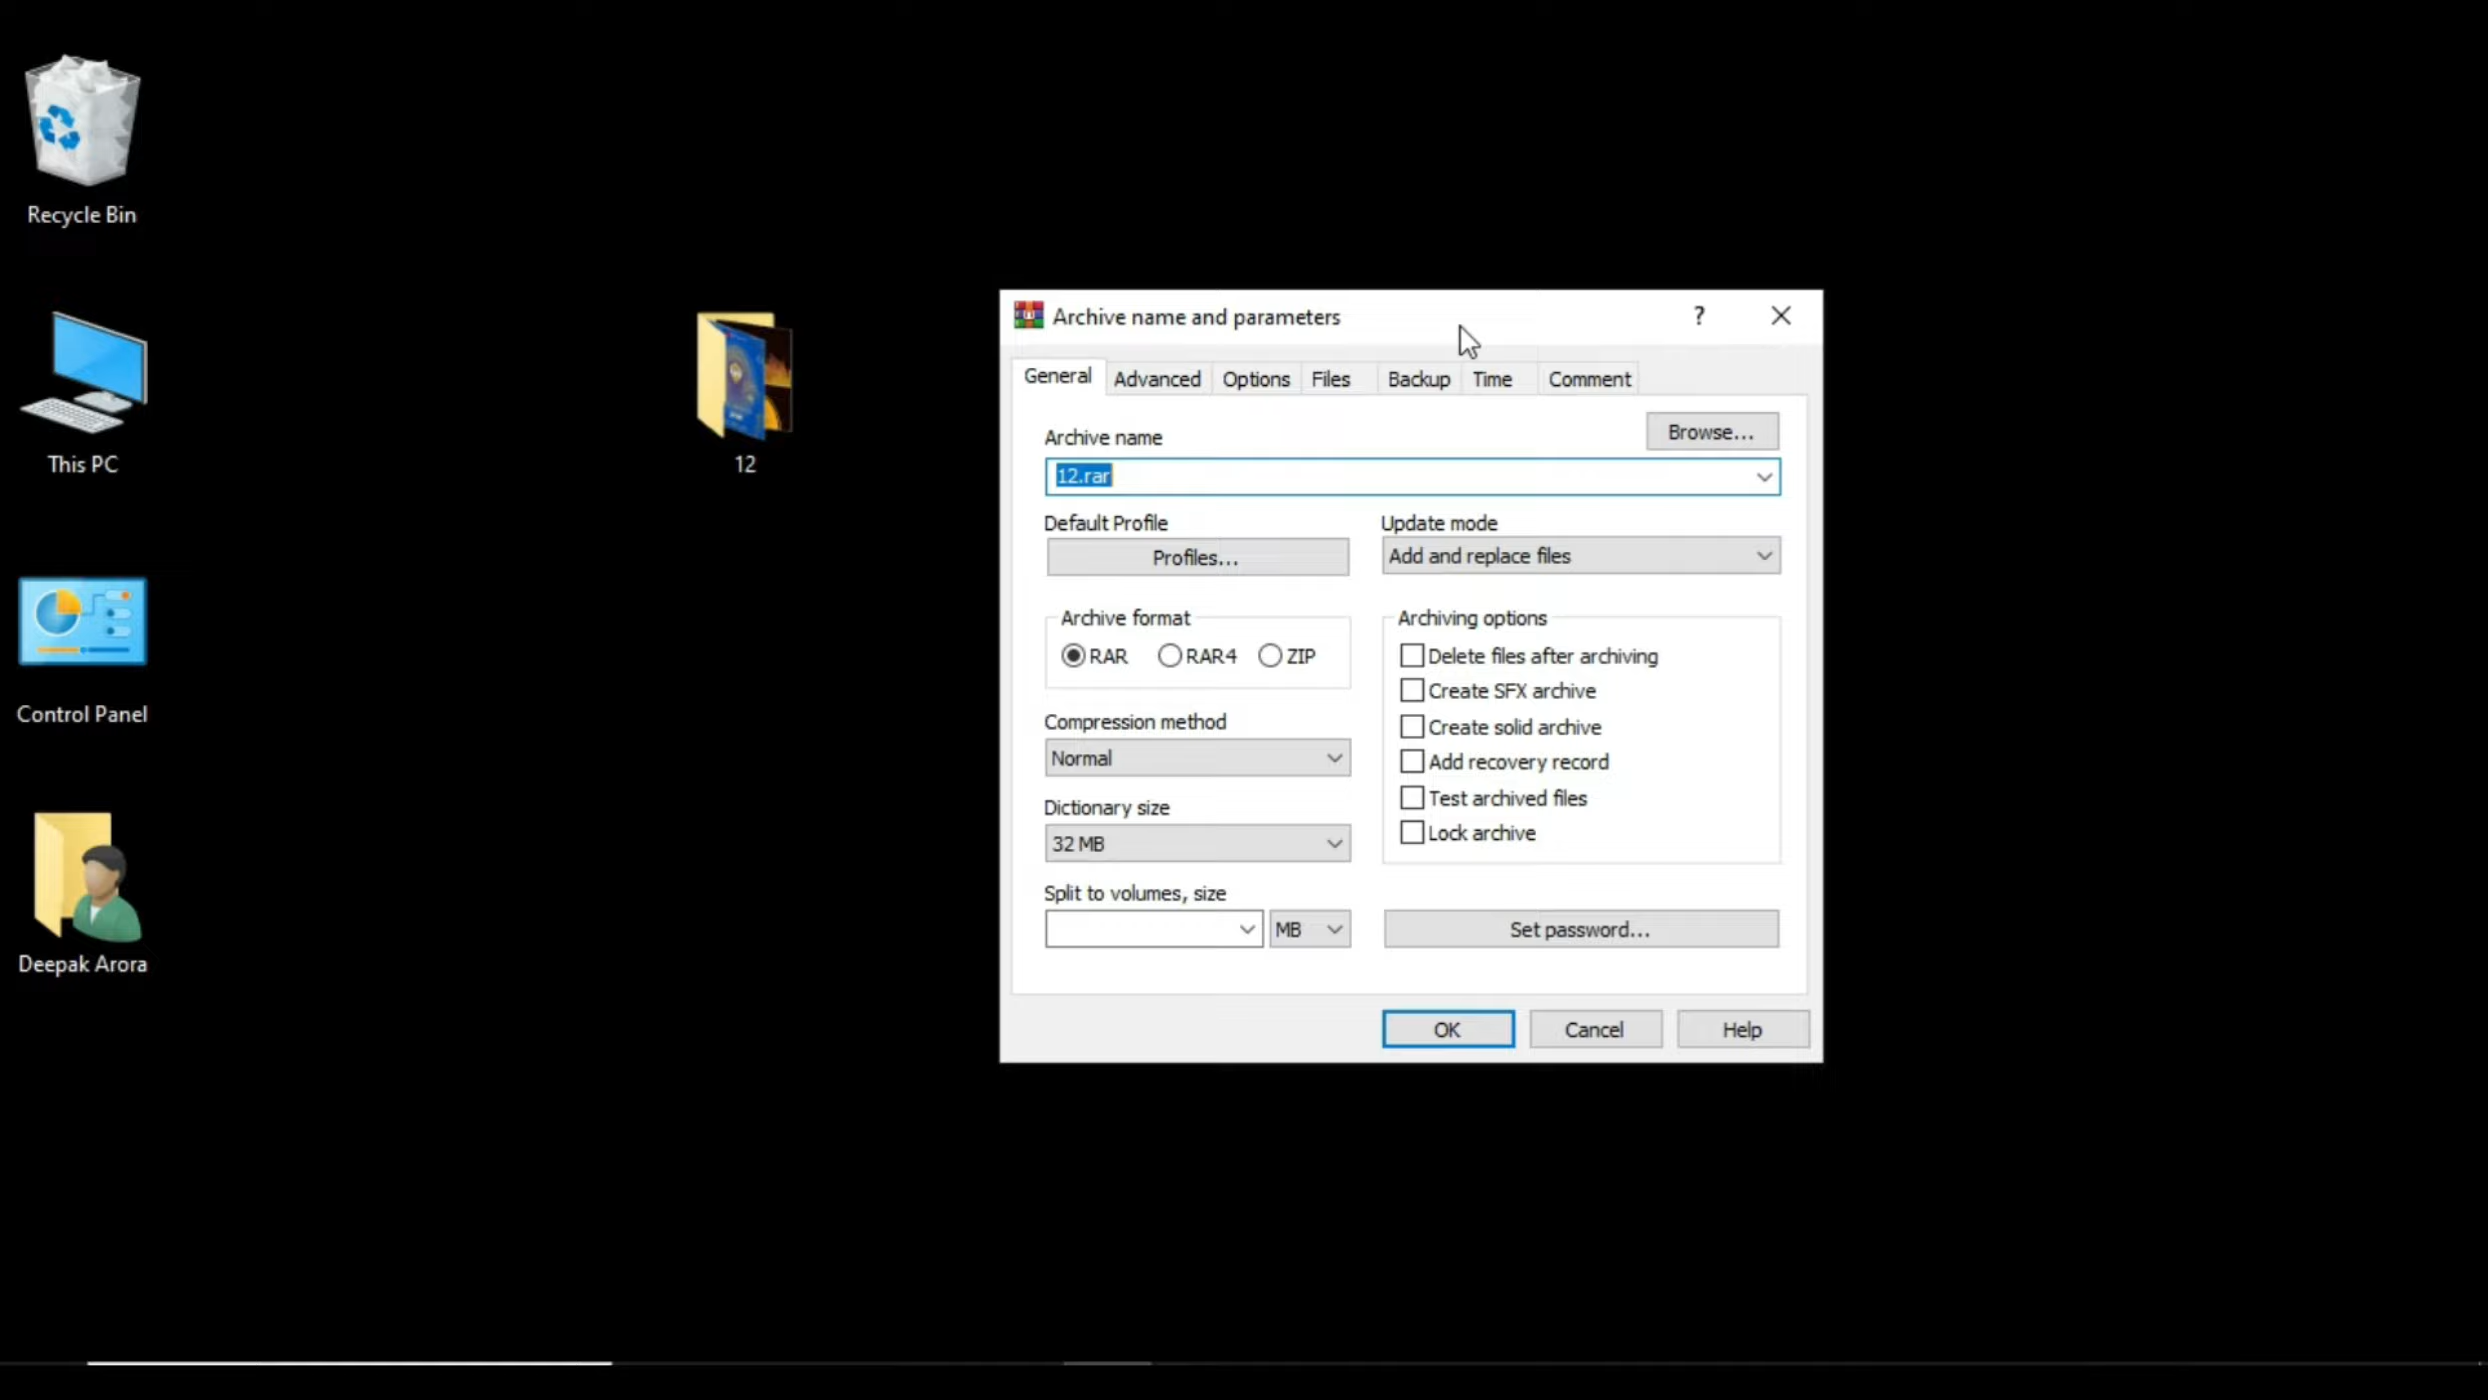 Recycle Bin
This PC
Control Panel
Deepak Arora
12
Archive name and parameters
?
General Advanced Options Files Backup Time Comment
Archive name
Browse...
12.rar
Default Profile
Profiles...
Update mode
Add and replace files
Archive format
RAR RAR4 ZIP
Compression method
Normal
Dictionary size
32 MB
Split to volumes, size
MB
Archiving options
Delete files after archiving
Create SFX archive
Create solid archive
Add recovery record
Test archived files
Lock archive
Set password...
OK Cancel Help